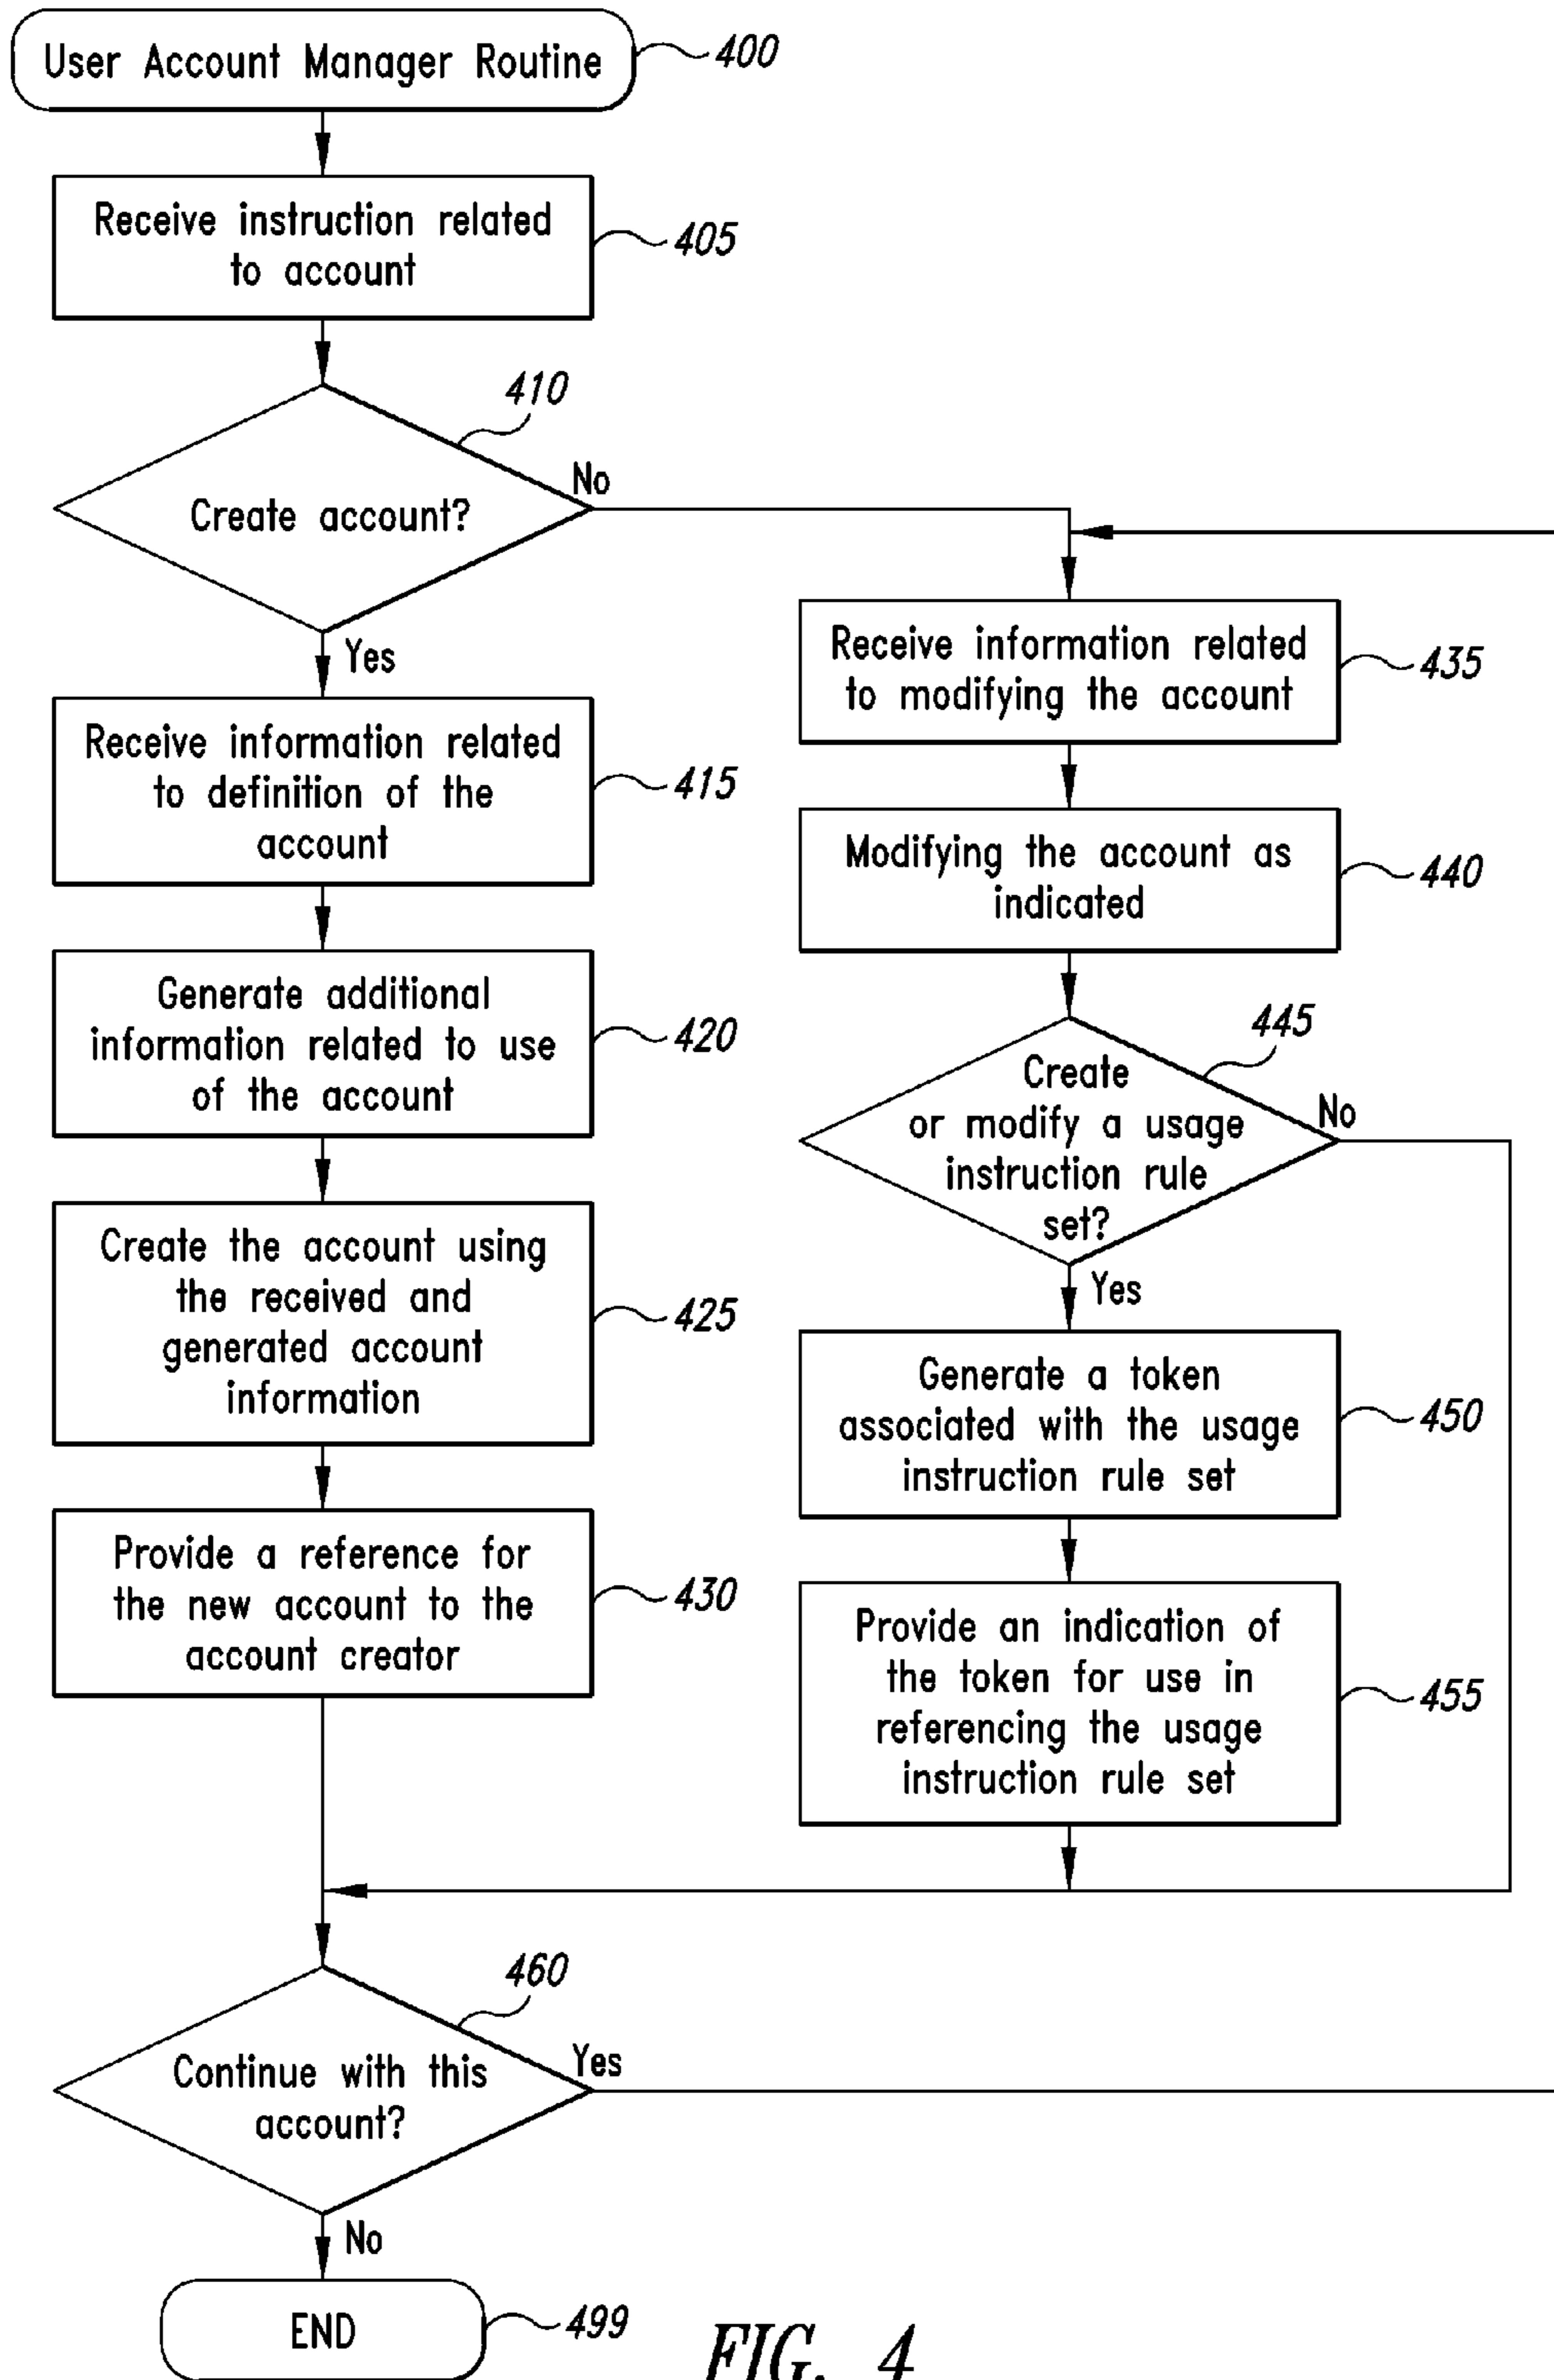 User Account Manager Routine
400
Receive instruction related
to account
405
410
Create account?
No
Yes
Receive information related
to definition of the
account
415
Generate additional
information related to use
of the account
420
Create the account using
the received and
generated account
information
425
Provide a reference for
the new account to the
account creator
430
Receive information related
to modifying the account
435
Modifying the account as
indicated
440
445
Create
or modify a usage
instruction rule
set?
No
Yes
Generate a token
associated with the usage
instruction rule set
450
Provide an indication of
the token for use in
referencing the usage
instruction rule set
455
460
Continue with this
account?
Yes
No
END
499
FIG. 4